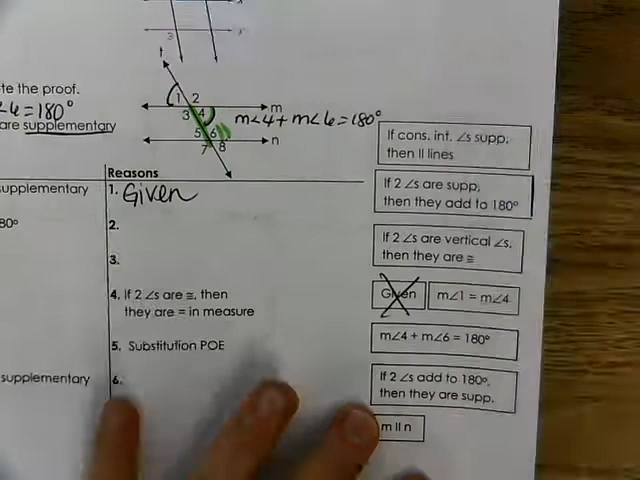 3
t
te the proof.
∠6 = 180°
are supplementary
1 2
m
3 4
m∠4 + m∠6 = 180°
5 6
n
7 8
Reasons
supplementary
1. Given
80°
2.
3.
4. If 2 ∠s are ≅, then
they are = in measure
5. Substitution POE
supplementary
6.
If cons. int. ∠s supp,
then II lines
If 2 ∠s are supp,
then they add to 180°
If 2 ∠s are vertical ∠s,
then they are ≅
Given
m∠1 = m∠4
m∠4 + m∠6 = 180°
If 2 ∠s add to 180°,
then they are supp.
m II n